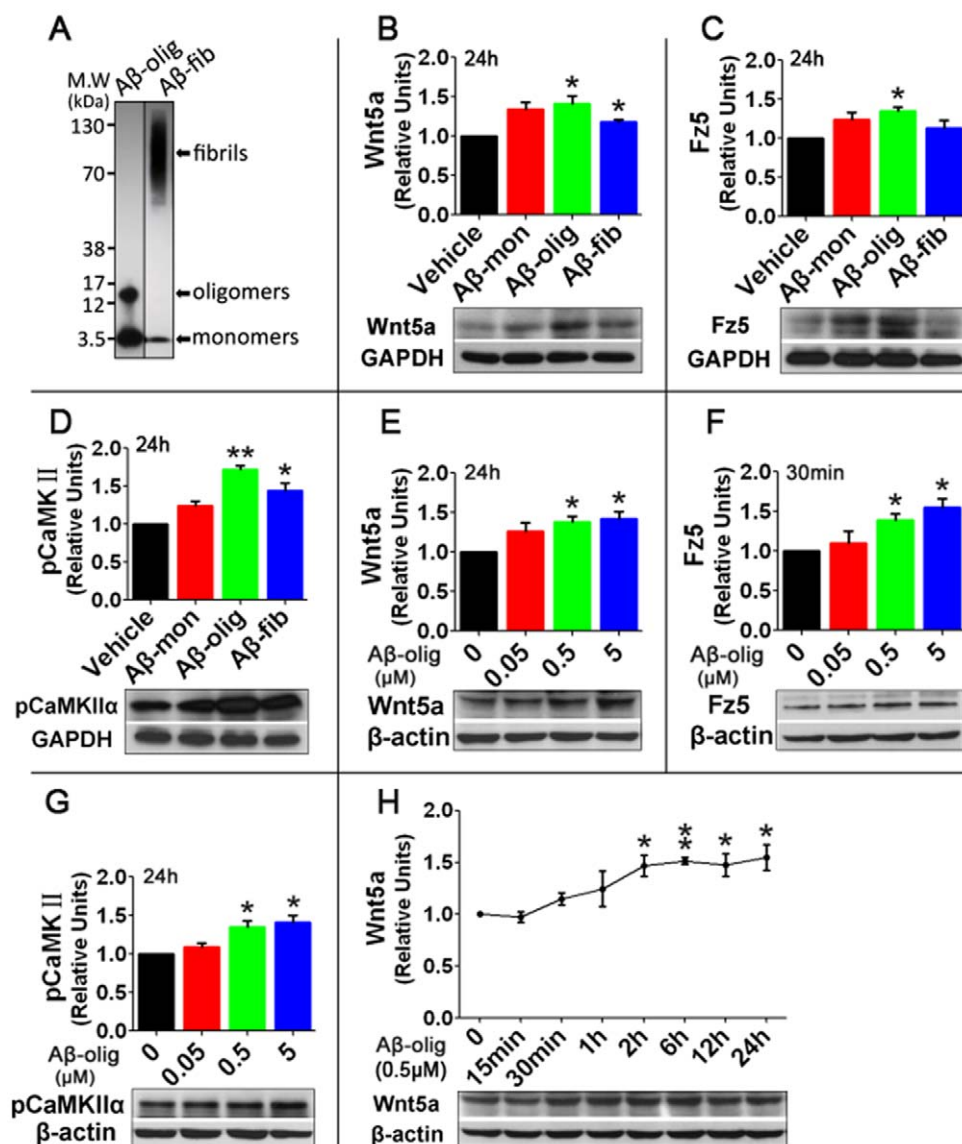 A
M.W
(kDa)
Aβ-olig
Aβ-fib
130
70
38
17
12
3.5
fibrils
oligomers
monomers
B
24h
Wnt5a
(Relative Units)
2.0
1.5
1.0
0.5
0.0
*
*
Vehicle
Aβ-mon
Aβ-olig
Aβ-fib
Wnt5a
GAPDH
C
24h
Fz5
(Relative Units)
2.0
1.5
1.0
0.5
0.0
*
Vehicle
Aβ-mon
Aβ-olig
Aβ-fib
Fz5
GAPDH
D
24h
pCaMK II
(Relative Units)
2.0
1.5
1.0
0.5
0.0
**
*
Vehicle
Aβ-mon
Aβ-olig
Aβ-fib
pCaMKIIα
GAPDH
E
24h
Wnt5a
(Relative Units)
2.0
1.5
1.0
0.5
0.0
*
*
Aβ-olig
(μM)
0
0.05
0.5
5
Wnt5a
β-actin
F
30min
Fz5
(Relative Units)
2.0
1.5
1.0
0.5
0.0
*
*
Aβ-olig
(μM)
0
0.05
0.5
5
Fz5
β-actin
G
24h
pCaMK II
(Relative Units)
2.0
1.5
1.0
0.5
0.0
*
*
Aβ-olig
(μM)
0
0.05
0.5
5
pCaMKIIα
β-actin
H
Wnt5a
(Relative Units)
2.0
1.5
1.0
0.5
0.0
*
**
*
*
Aβ-olig
(0.5μM)
0
15min
30min
1h
2h
6h
12h
24h
Wnt5a
β-actin